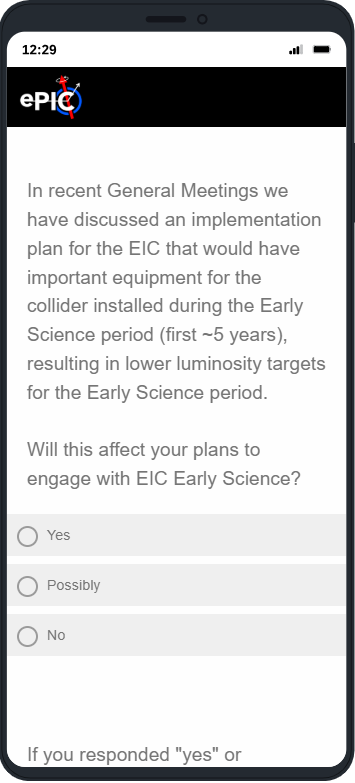 12:29
ePIC
In recent General Meetings we
have discussed an implementation
plan for the EIC that would have
important equipment for the
collider installed during the Early
Science period (first ~5 years),
resulting in lower luminosity targets
for the Early Science period.
Will this affect your plans to
engage with EIC Early Science?
Yes
Possibly
No
If you responded "yes" or